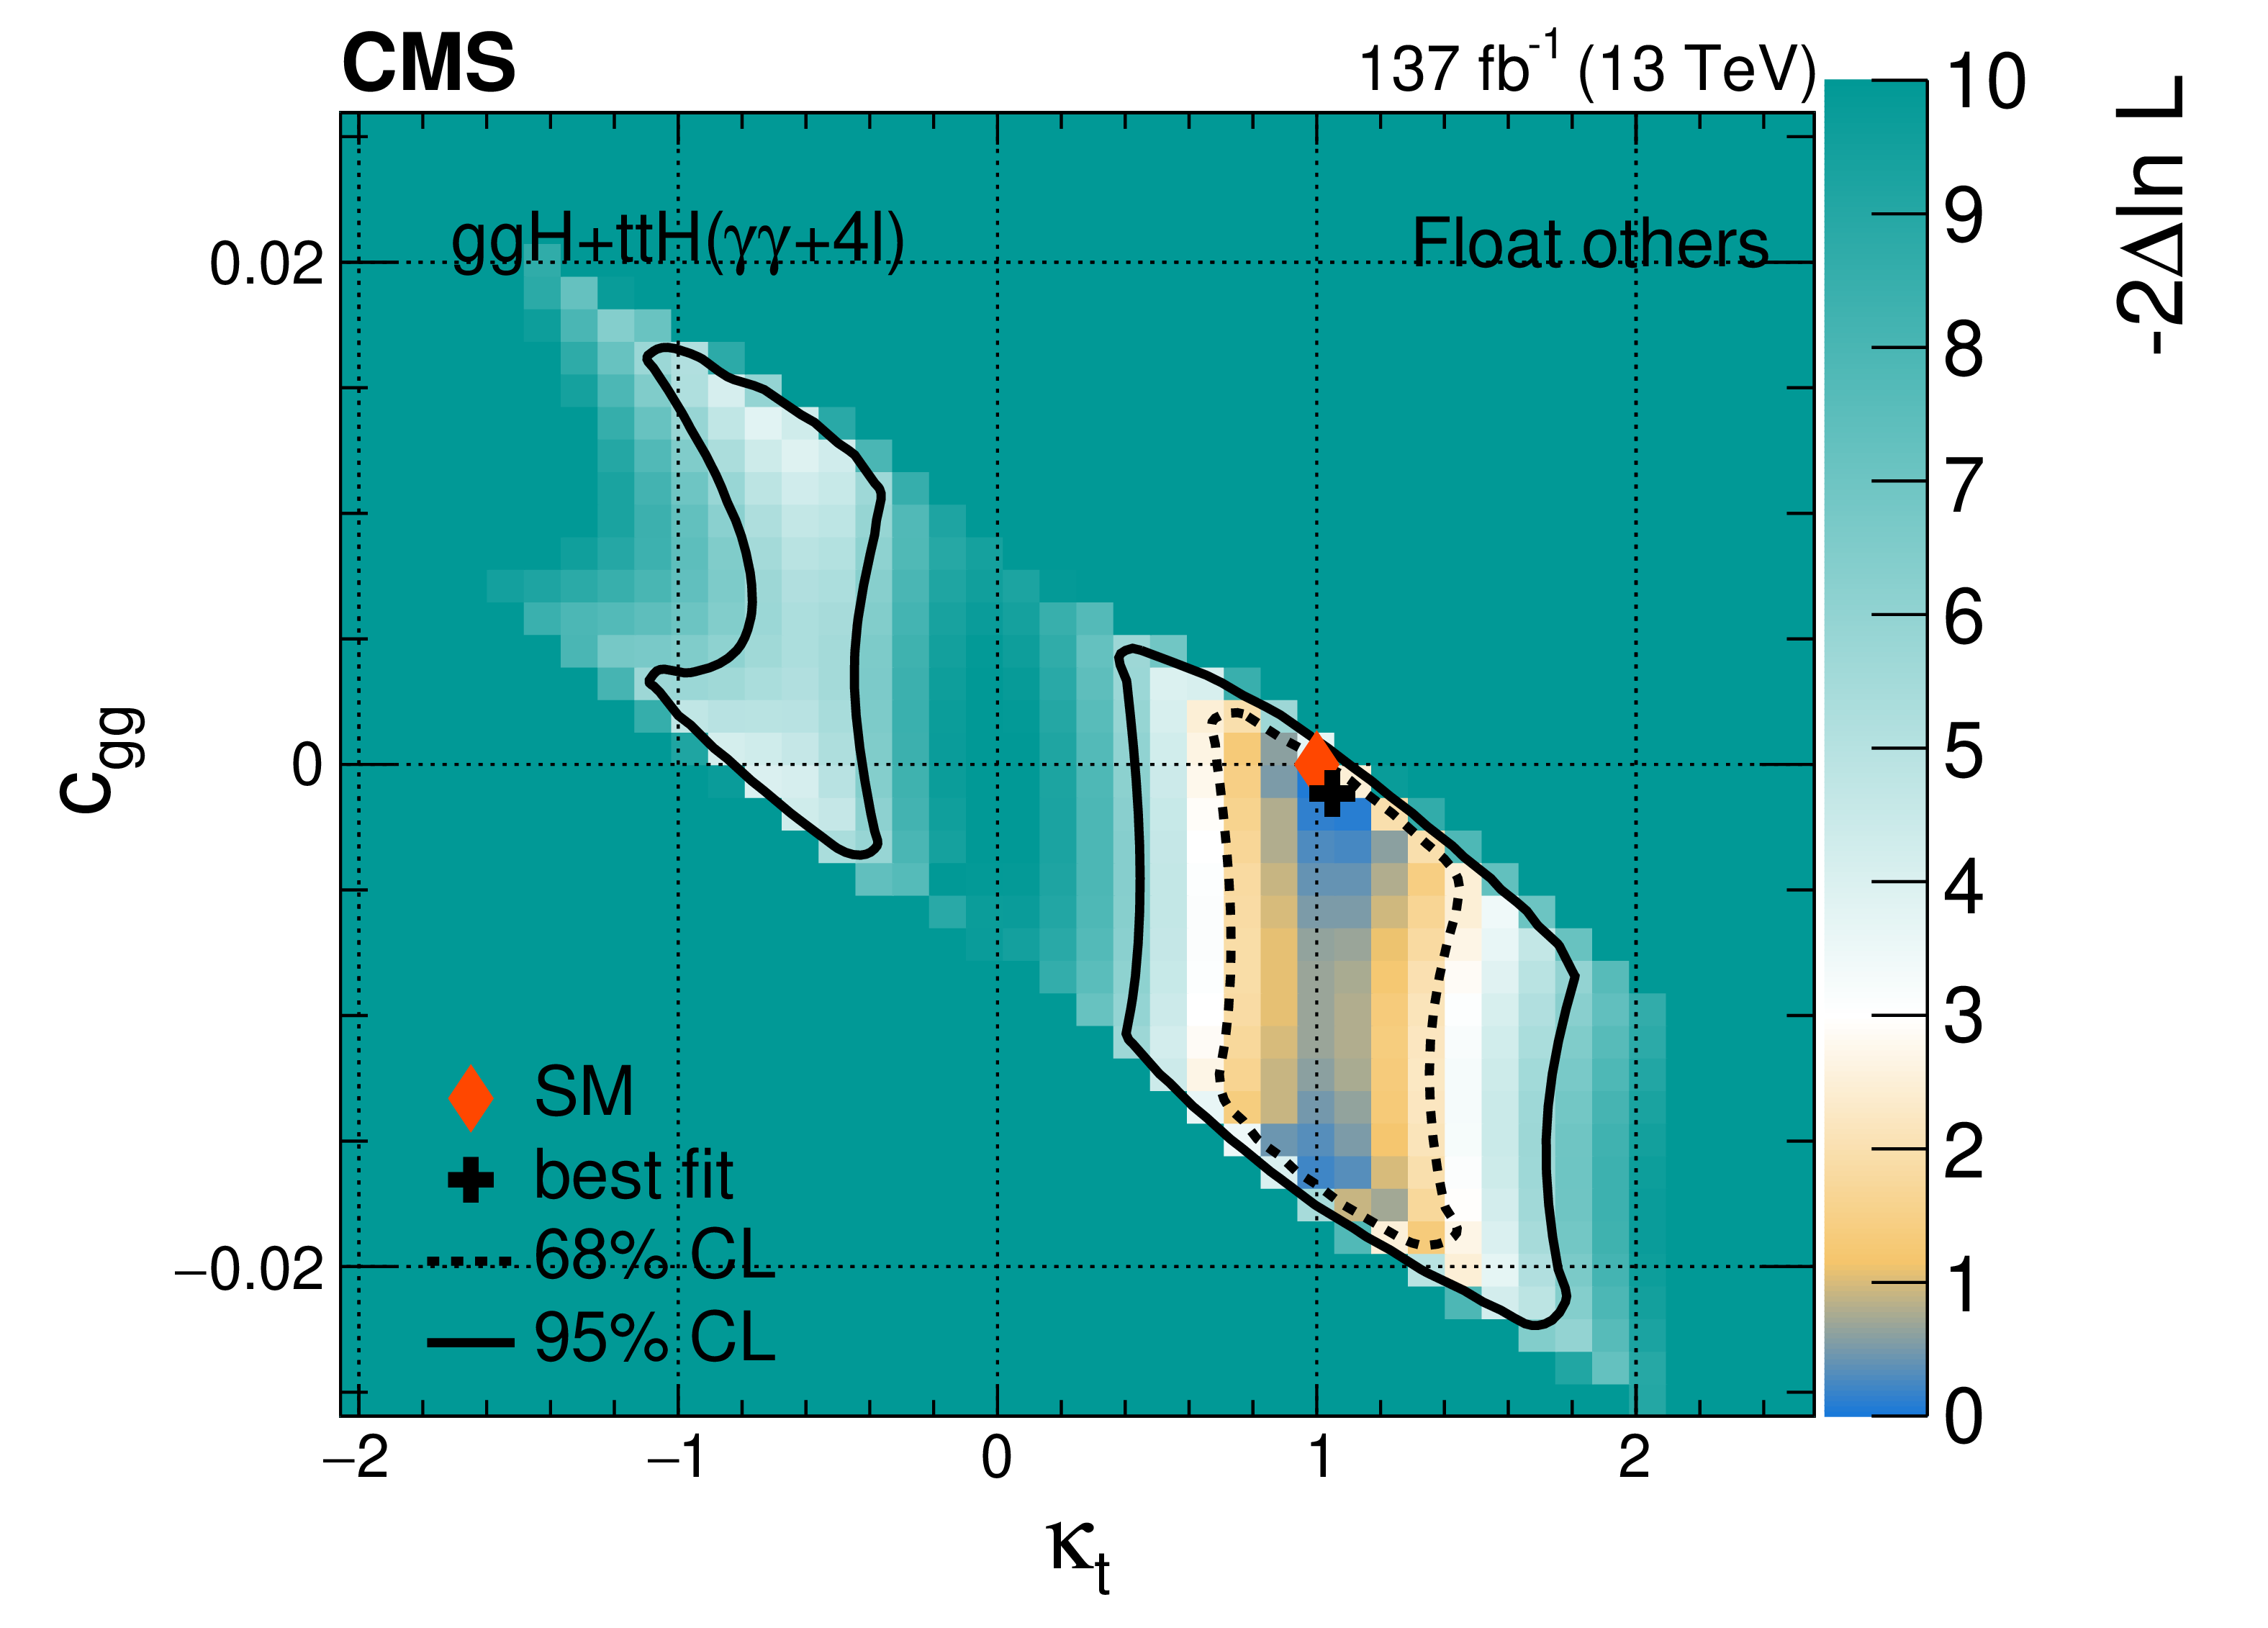 CMS 137 fb-1 (13 TeV)
ggH+ttH(γγ+4l) Float others
SM
best fit
68% CL
95% CL
cgg
0.02
0
−0.02
−2 −1 0 1 2
κt
10
9
8
7
6
5
4
3
2
1
0
-2Δln L